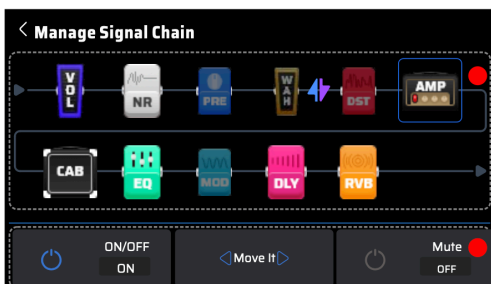 Manage Signal Chain
VOL
NR
PRE
WAH
DST
AMP
CAB
EQ
MOD
DLY
RVB
ON/OFF
ON
Move It
Mute
OFF